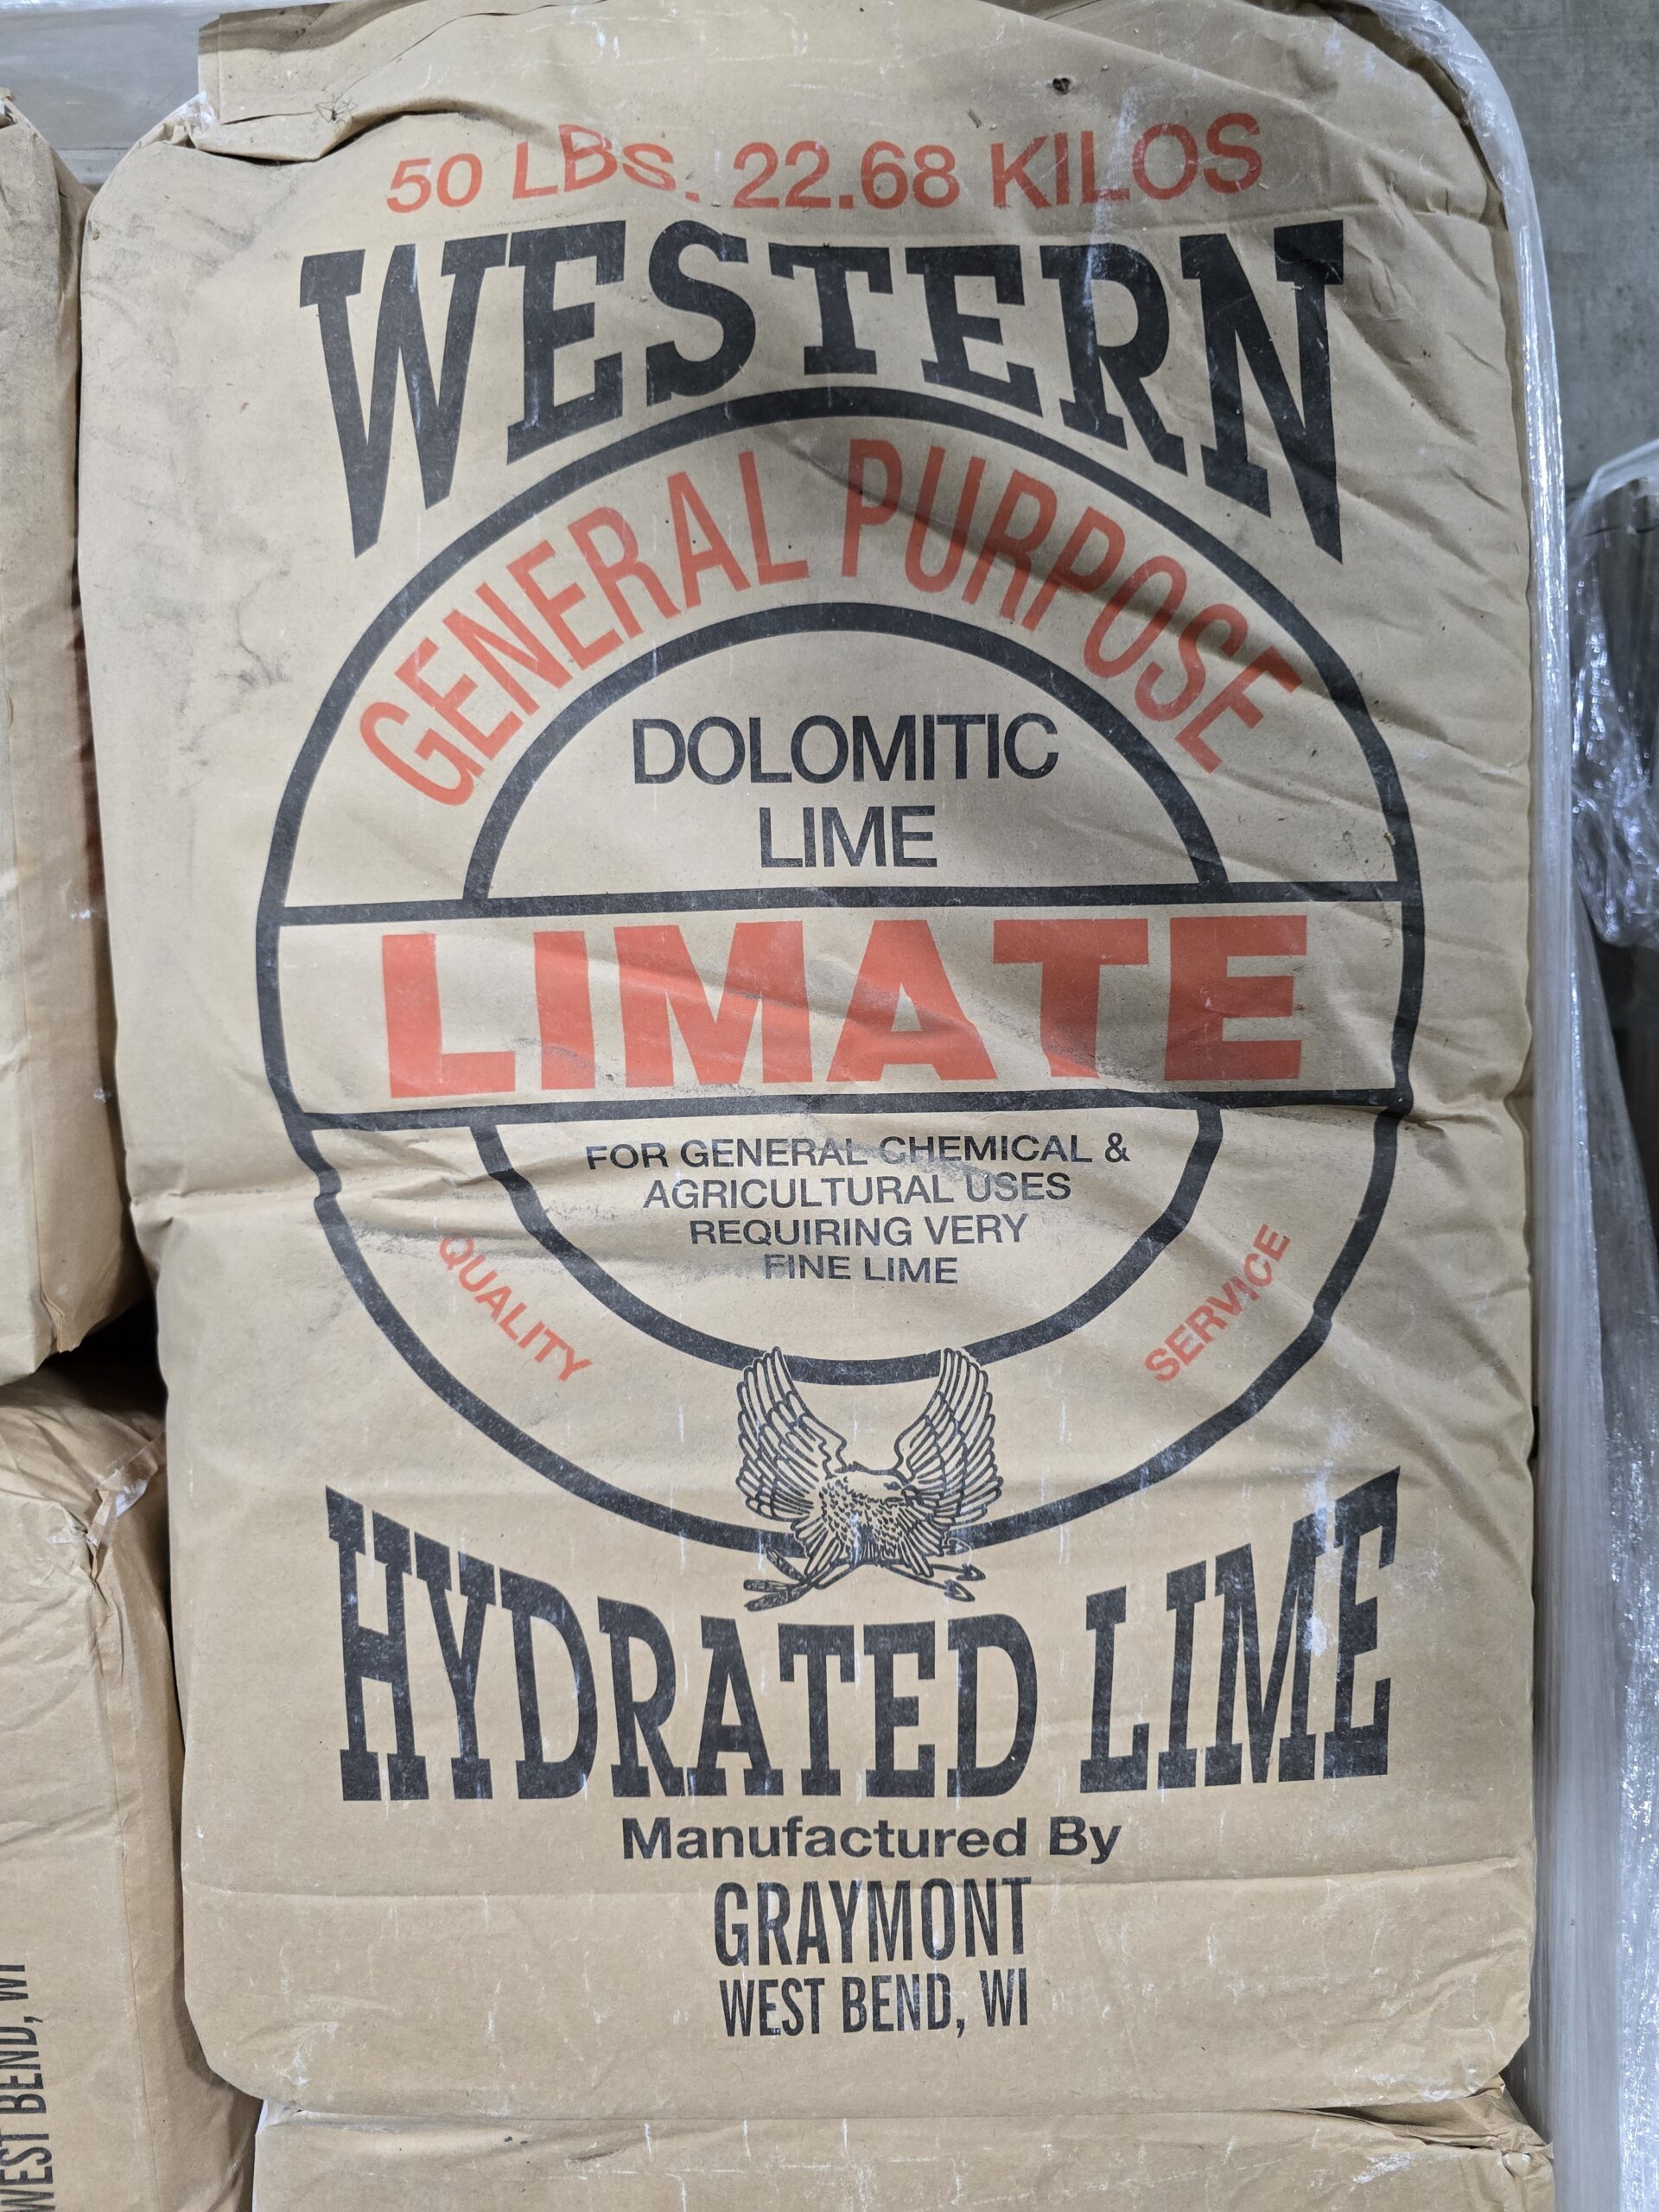 50 LBS. 22.68 KILOS
WESTERN
GENERAL PURPOSE
DOLOMITIC
LIME
LIMATE
FOR GENERAL CHEMICAL &
AGRICULTURAL USES
REQUIRING VERY
FINE LIME
QUALITY
SERVICE
HYDRATED LIME
Manufactured By
GRAYMONT
WEST BEND, WI
WEST BEND, WI